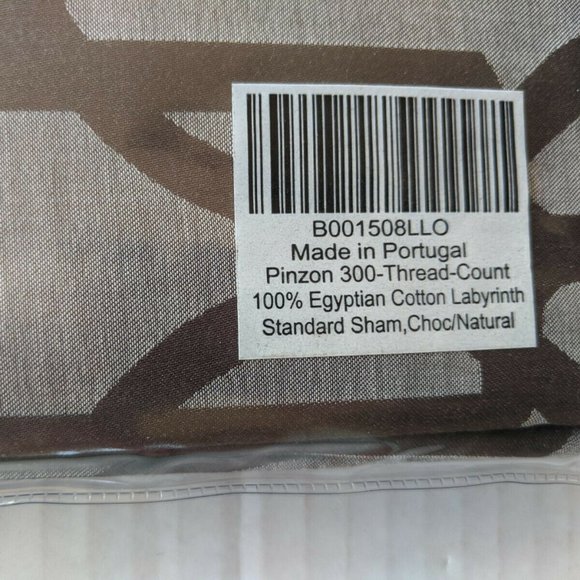 B001508LLO
Made in Portugal
Pinzon 300-Thread-Count
100% Egyptian Cotton Labyrinth
Standard Sham,Choc/Natural